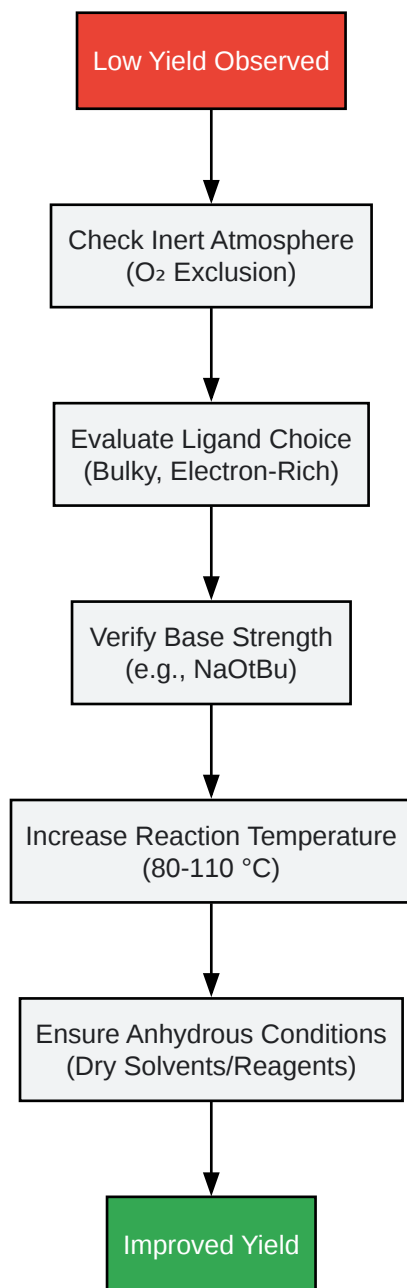 Low Yield Observed
Check Inert Atmosphere
(O₂ Exclusion)
Evaluate Ligand Choice
(Bulky, Electron-Rich)
Verify Base Strength
(e.g., NaOtBu)
Increase Reaction Temperature
(80-110 °C)
Ensure Anhydrous Conditions
(Dry Solvents/Reagents)
Improved Yield